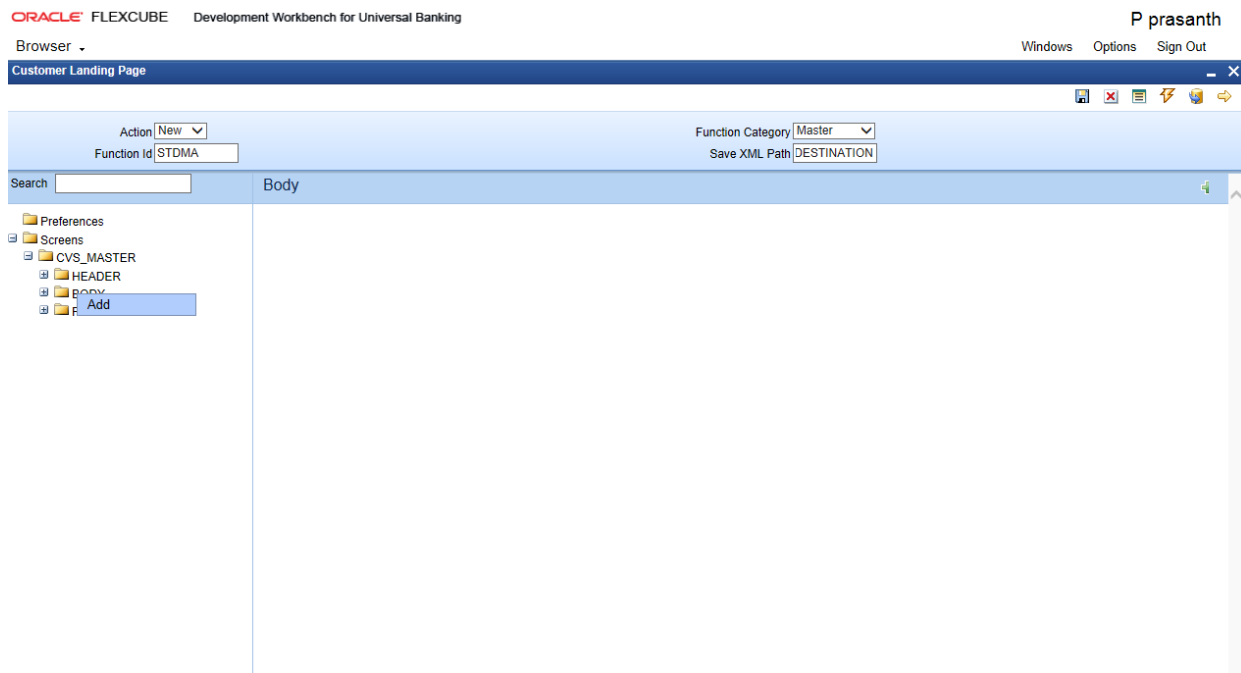 ORACLE® FLEXCUBE Development Workbench for Universal Banking P prasanth
Browser Windows Options Sign Out
Customer Landing Page
Action New Function Category Master
Function Id STDMA Save XML Path DESTINATION
Search Body
Preferences
Screens
CVS_MASTER
HEADER
BODY
Add